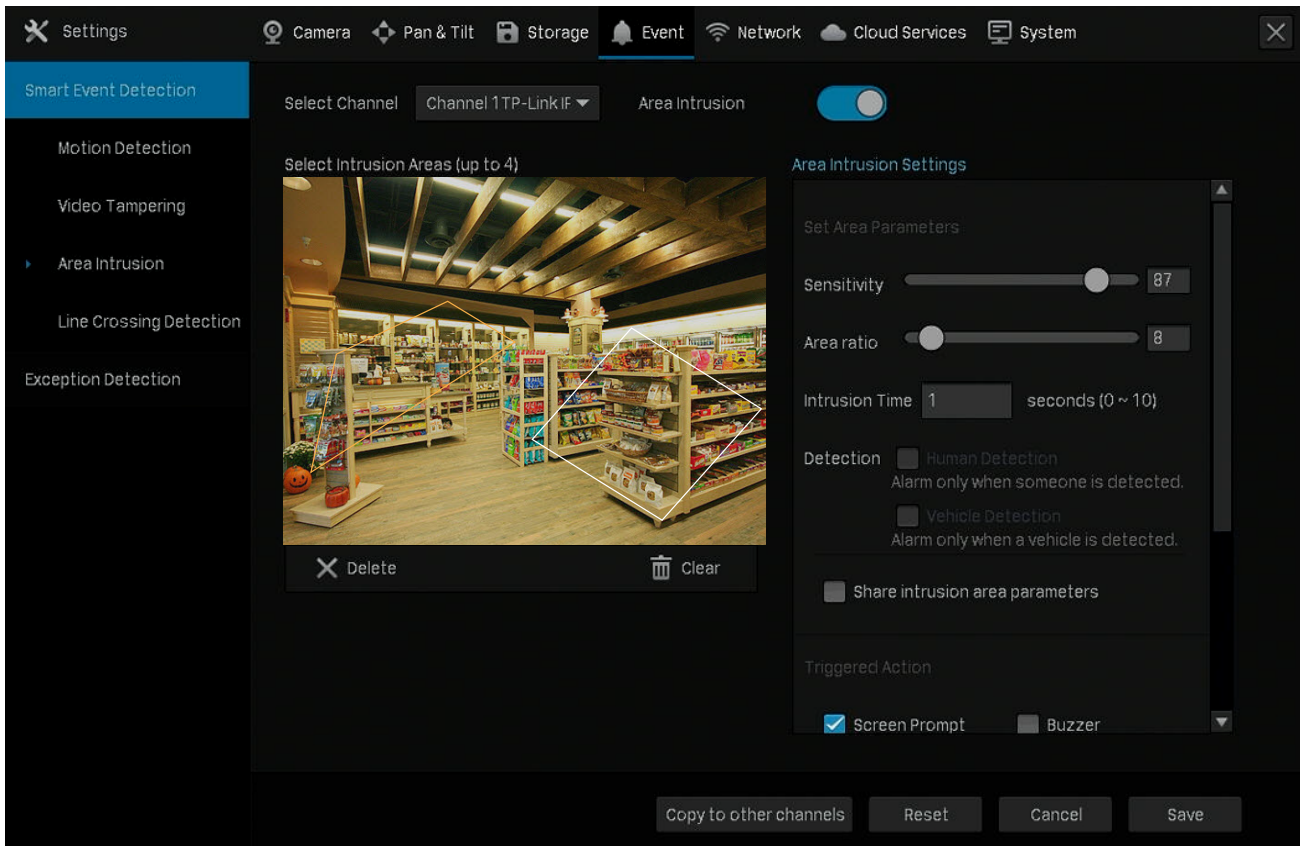 Settings
Camera Pan & Tilt Storage Event Network Cloud Services System
Smart Event Detection
Motion Detection
Video Tampering
Area Intrusion
Line Crossing Detection
Exception Detection
Select Channel Channel 1 TP-Link IF Area Intrusion
Select Intrusion Areas (up to 4)
Delete Clear
Area Intrusion Settings
Set Area Parameters
Sensitivity 87
Area ratio 8
Intrusion Time 1 seconds (0 ~ 10)
Detection Human Detection
Alarm only when someone is detected.
Vehicle Detection
Alarm only when a vehicle is detected.
Share intrusion area parameters
Triggered Action
Screen Prompt Buzzer
Copy to other channels Reset Cancel Save